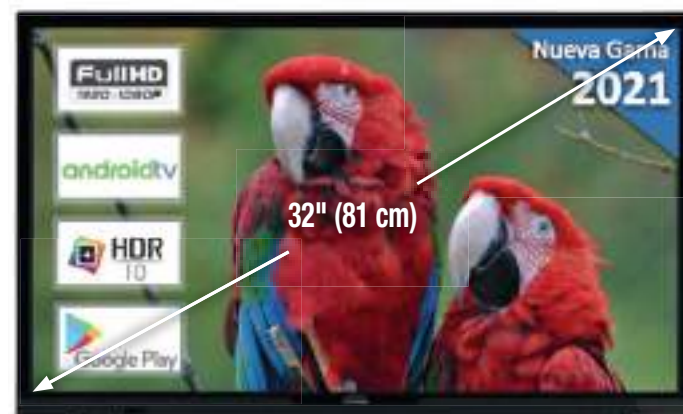 FullHD
1920·1080P
androidtv
HDR
10
Google Play
32" (81 cm)
Nueva Gama
2021